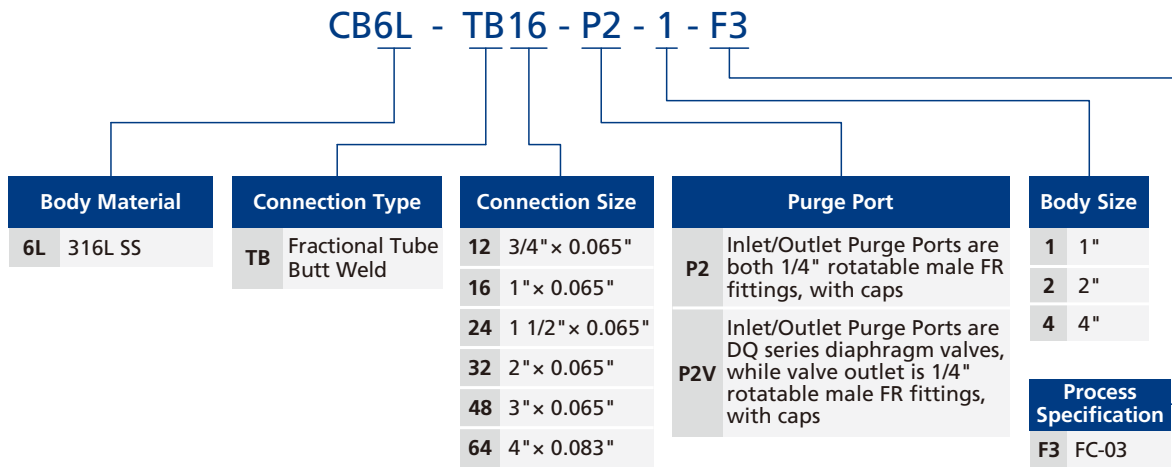 CB6L - TB16 - P2 - 1 - F3
Body Material
6L 316L SS
Connection Type
TB Fractional Tube
Butt Weld
Connection Size
12 3/4"× 0.065"
16 1"× 0.065"
24 1 1/2"× 0.065"
32 2"× 0.065"
48 3"× 0.065"
64 4"× 0.083"
Purge Port
P2 Inlet/Outlet Purge Ports are
both 1/4" rotatable male FR
fittings, with caps
P2V Inlet/Outlet Purge Ports are
DQ series diaphragm valves,
while valve outlet is 1/4"
rotatable male FR fittings,
with caps
Body Size
1 1"
2 2"
4 4"
Process
Specification
F3 FC-03